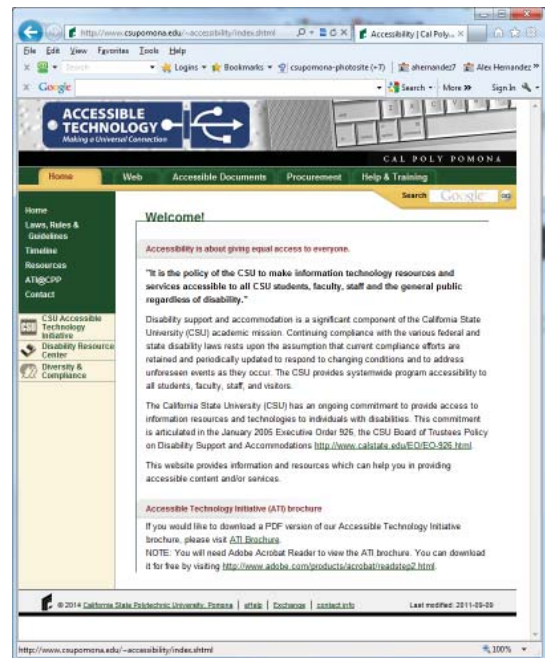 http://www.csupomona.edu/~accessibility/index.shtml
Accessibility | Cal Poly...
File Edit View Favorites Tools Help
Search Logins Bookmarks csupomona-photosite (+7) ahernandez7 Alex Hernandez
Google Search More » Sign In
ACCESSIBLE
TECHNOLOGY
Making a Universal Connection
CAL POLY POMONA
Home Web Accessible Documents Procurement Help & Training
Search Google go
Home
Laws, Rules &
Guidelines
Timeline
Resources
ATI@CPP
Contact
CSU Accessible
Technology
Initiative
Disability Resource
Center
Diversity &
Compliance
Welcome!
Accessibility is about giving equal access to everyone.
"It is the policy of the CSU to make information technology resources and
services accessible to all CSU students, faculty, staff and the general public
regardless of disability."
Disability support and accommodation is a significant component of the California State
University (CSU) academic mission. Continuing compliance with the various federal and
state disability laws rests upon the assumption that current compliance efforts are
retained and periodically updated to respond to changing conditions and to address
unforeseen events as they occur. The CSU provides systemwide program accessibility to
all students, faculty, staff, and visitors.
The California State University (CSU) has an ongoing commitment to provide access to
information resources and technologies to individuals with disabilities. This commitment
is articulated in the January 2005 Executive Order 926, the CSU Board of Trustees Policy
on Disability Support and Accommodations http://www.calstate.edu/EO/EO-926.html.
This website provides information and resources which can help you in providing
accessible content and/or services.
Accessible Technology Initiative (ATI) brochure
If you would like to download a PDF version of our Accessible Technology Initiative
brochure, please visit ATI Brochure.
NOTE: You will need Adobe Acrobat Reader to view the ATI brochure. You can download
it for free by visiting http://www.adobe.com/products/acrobat/readstep2.html.
© 2014 California State Polytechnic University, Pomona | ehelp | Exchange | contact info Last modified: 2011-09-09
http://www.csupomona.edu/~accessibility/index.shtml 100%